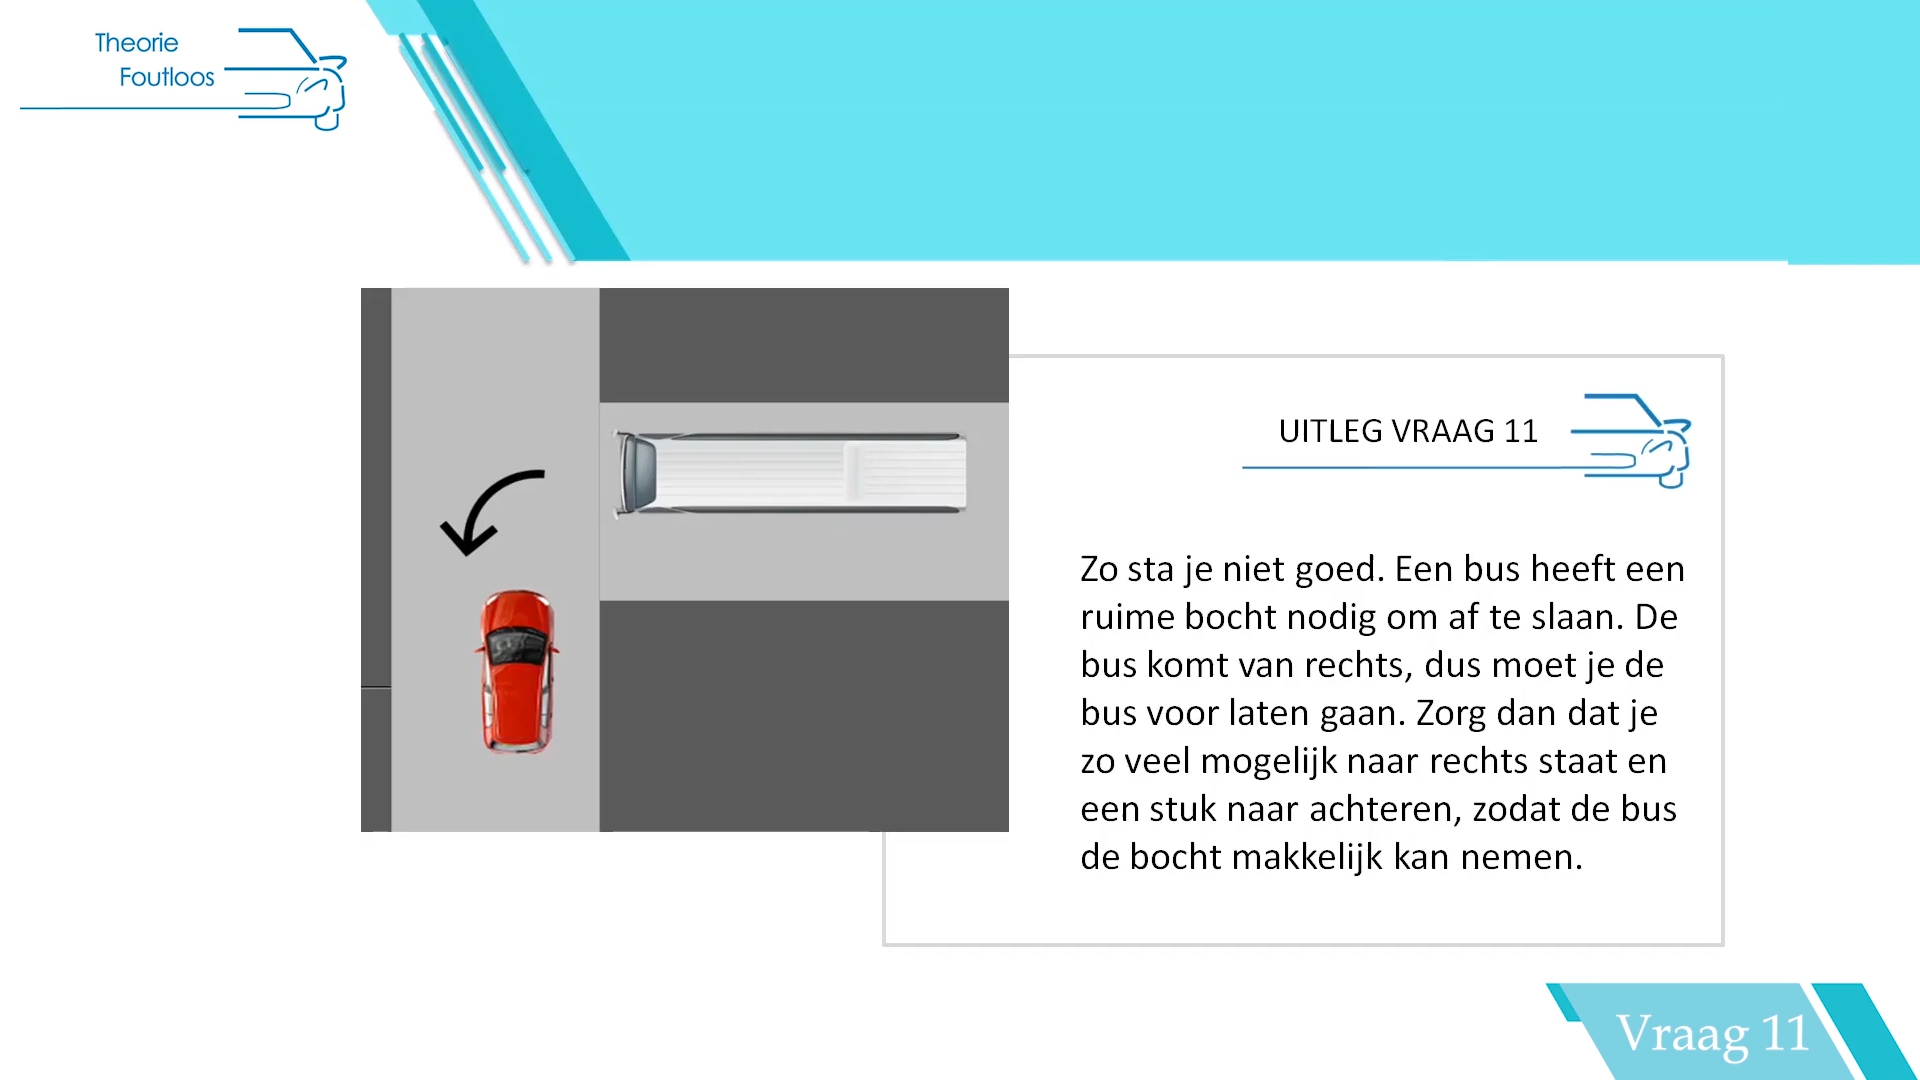 Theorie
Foutloos
UITLEG VRAAG 11
Zo sta je niet goed. Een bus heeft een
ruime bocht nodig om af te slaan. De
bus komt van rechts, dus moet je de
bus voor laten gaan. Zorg dan dat je
zo veel mogelijk naar rechts staat en
een stuk naar achteren, zodat de bus
de bocht makkelijk kan nemen.
Vraag 11